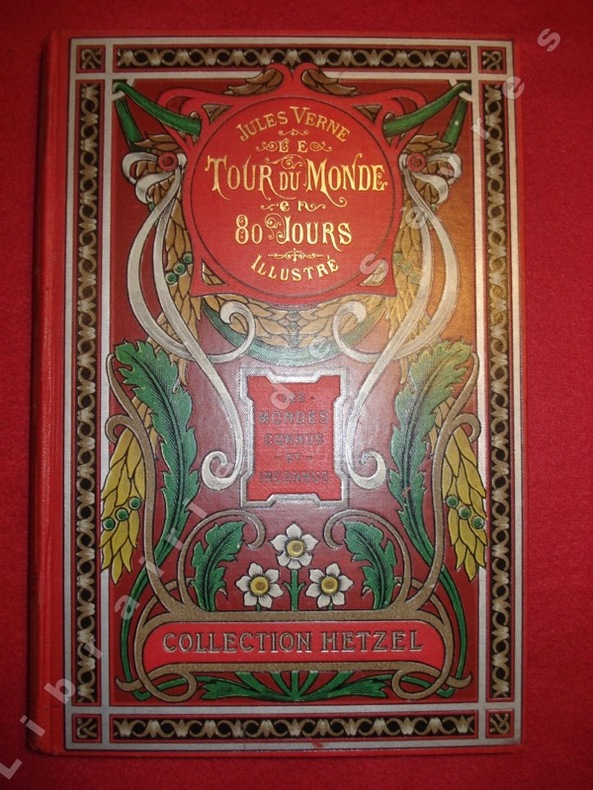 JULES VERNE
LE
TOUR DU MONDE
EN
80 JOURS
ILLUSTRÉ
LES
MONDES
CONNUS
-ET-
INCONNUS
COLLECTION HETZEL